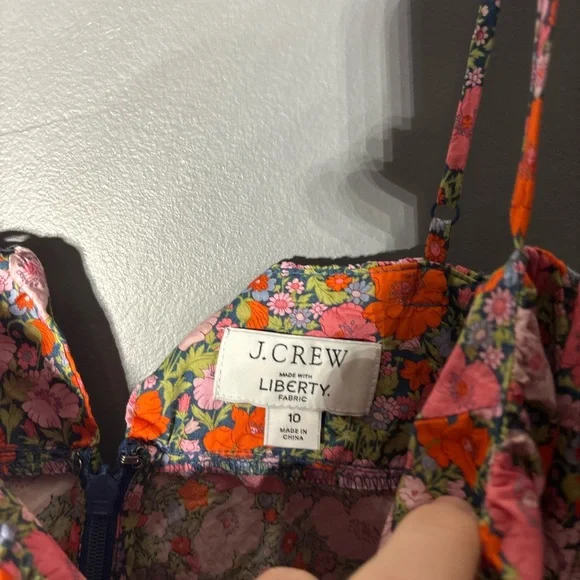 J.CREW
MADE WITH
LIBERTY.
FABRIC
10
MADE IN
CHINA